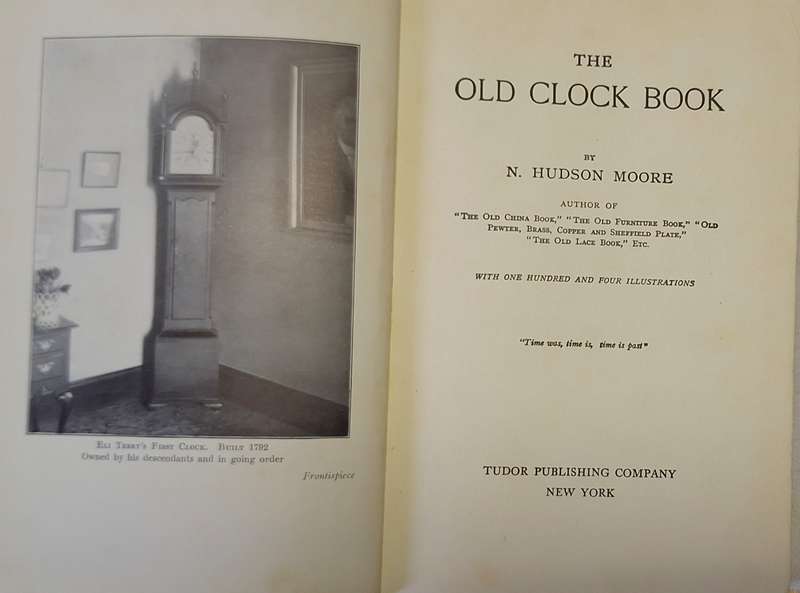 Eli Terry's First Clock. Built 1792
Owned by his descendants and in going order
Frontispiece
THE
OLD CLOCK BOOK
BY
N. HUDSON MOORE
AUTHOR OF
"The Old China Book," "The Old Furniture Book," "Old
Pewter, Brass, Copper and Sheffield Plate,"
"The Old Lace Book," Etc.
WITH ONE HUNDRED AND FOUR ILLUSTRATIONS
"Time was, time is, time is past"
TUDOR PUBLISHING COMPANY
NEW YORK